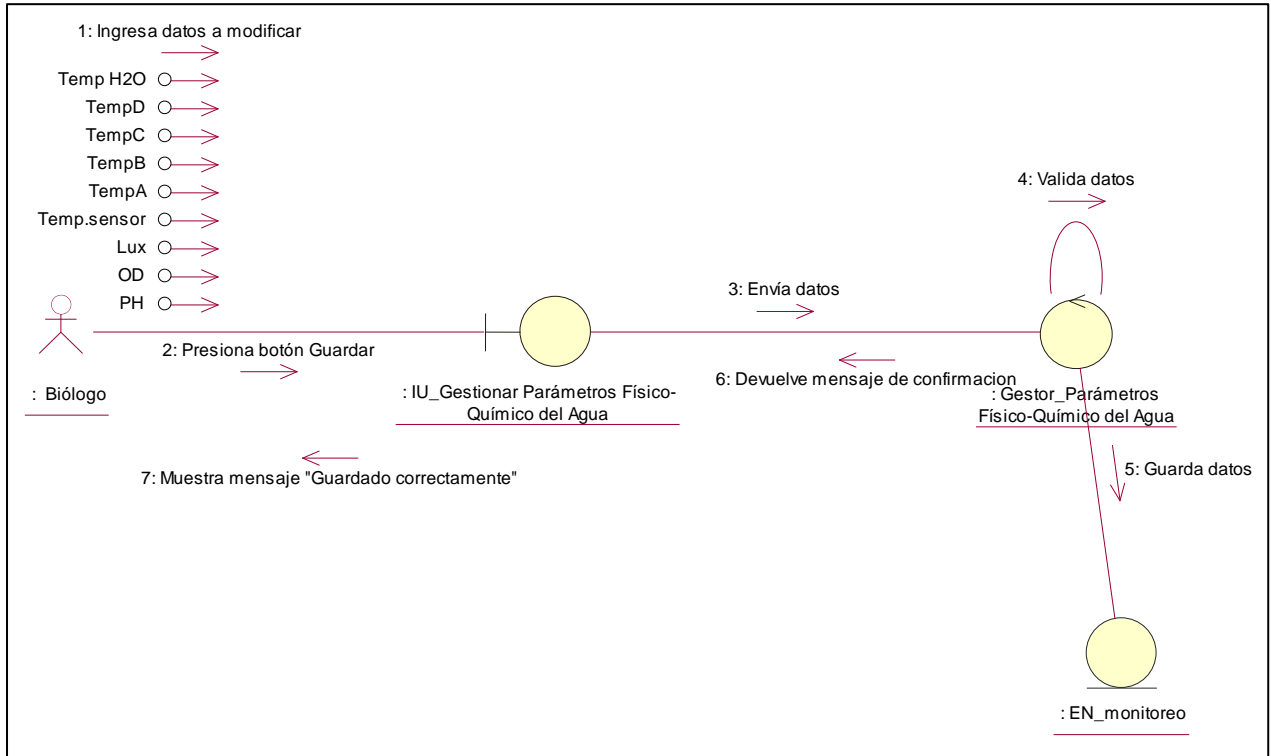 1: Ingresa datos a modificar
Temp H2O
TempD
TempC
TempB
TempA
Temp.sensor
Lux
OD
PH
2: Presiona botón Guardar
: Biólogo
: IU_Gestionar Parámetros Físico-
Químico del Agua
7: Muestra mensaje "Guardado correctamente"
3: Envía datos
4: Valida datos
6: Devuelve mensaje de confirmacion
: Gestor_Parámetros
Físico-Químico del Agua
5: Guarda datos
: EN_monitoreo